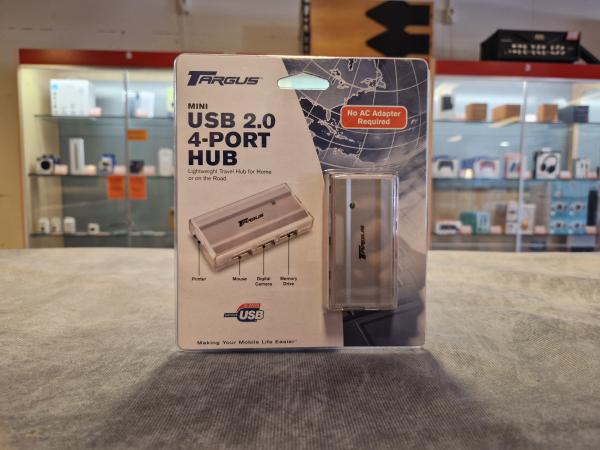 TARGUS
MINI
USB 2.0
4-PORT
HUB
Lightweight Travel Hub for Home
or on the Road
No AC Adapter
Required
TARGUS
TARGUS
Printer
Mouse
Digital
Camera
Memory
Drive
USB
Making Your Mobile Life Easier